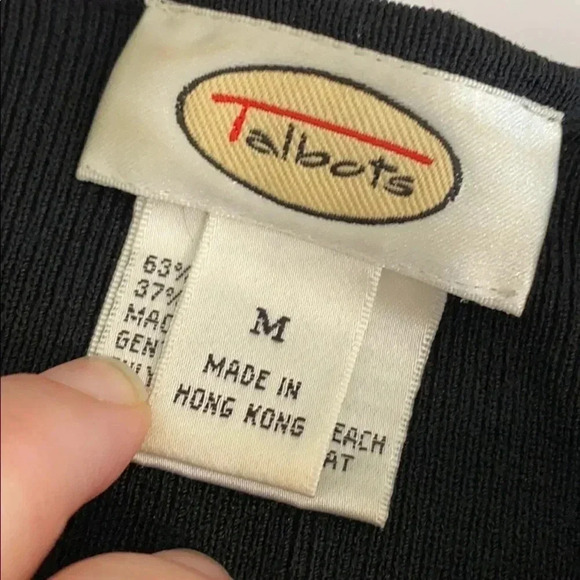 Talbots
M
MADE IN
HONG KONG
63%
37%
EACH
AT